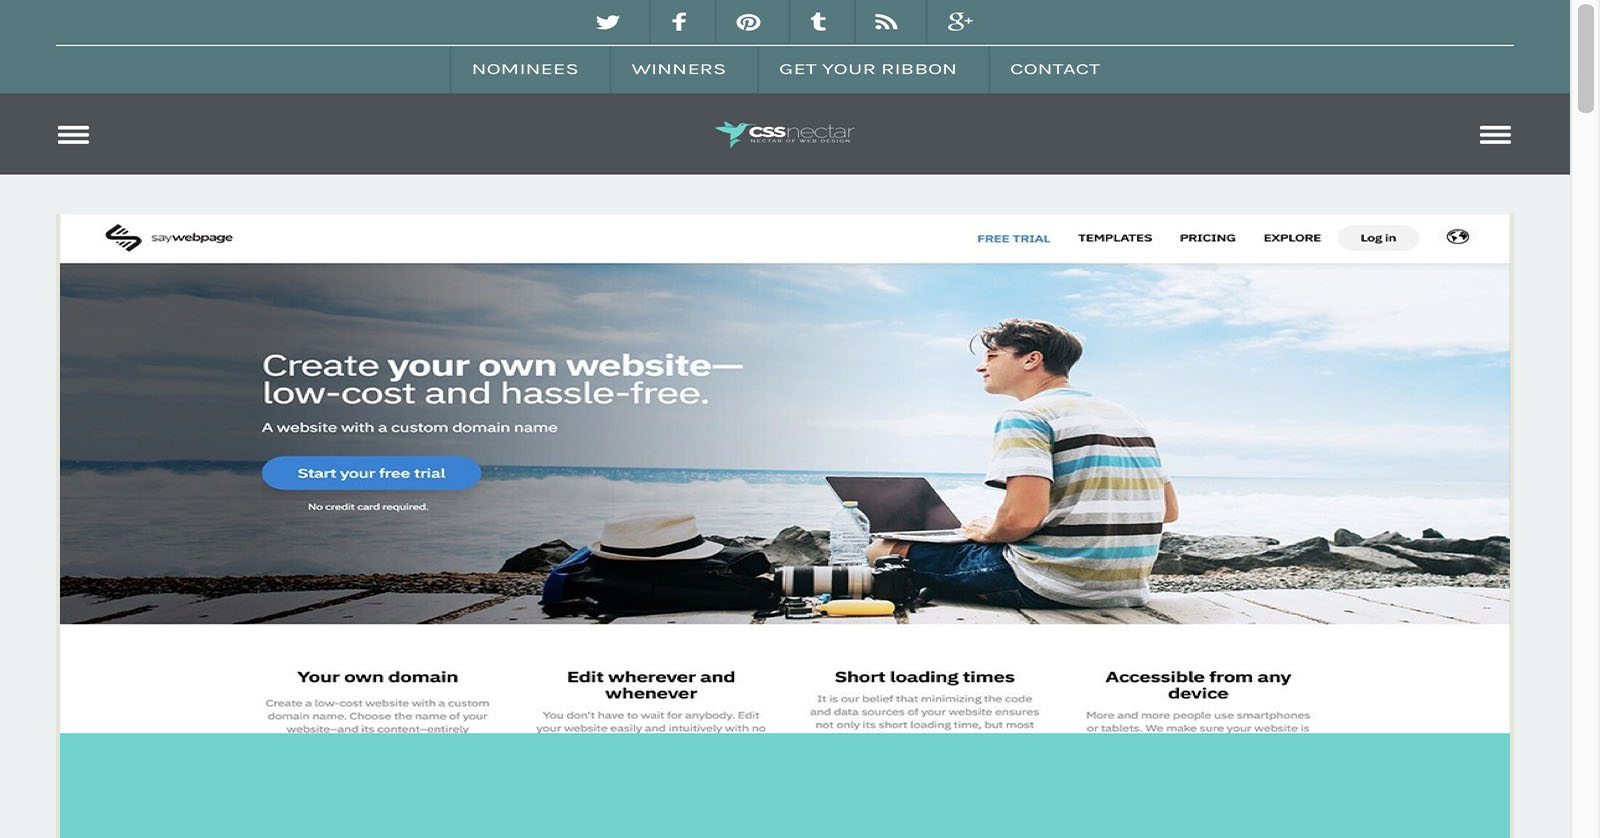 NOMINEES WINNERS GET YOUR RIBBON CONTACT
CSSnectar
NECTAR OF WEB DESIGN
saywebpage FREE TRIAL TEMPLATES PRICING EXPLORE Log in
Create your own website—
low-cost and hassle-free.
A website with a custom domain name
Start your free trial
No credit card required.
Your own domain
Create a low-cost website with a custom
domain name. Choose the name of your
website—and its content—entirely
Edit wherever and
whenever
You don't have to wait for anybody. Edit
your website easily and intuitively with no
Short loading times
It is our belief that minimizing the code
and data sources of your website ensures
not only its short loading time, but most
Accessible from any
device
More and more people use smartphones
or tablets. We make sure your website is